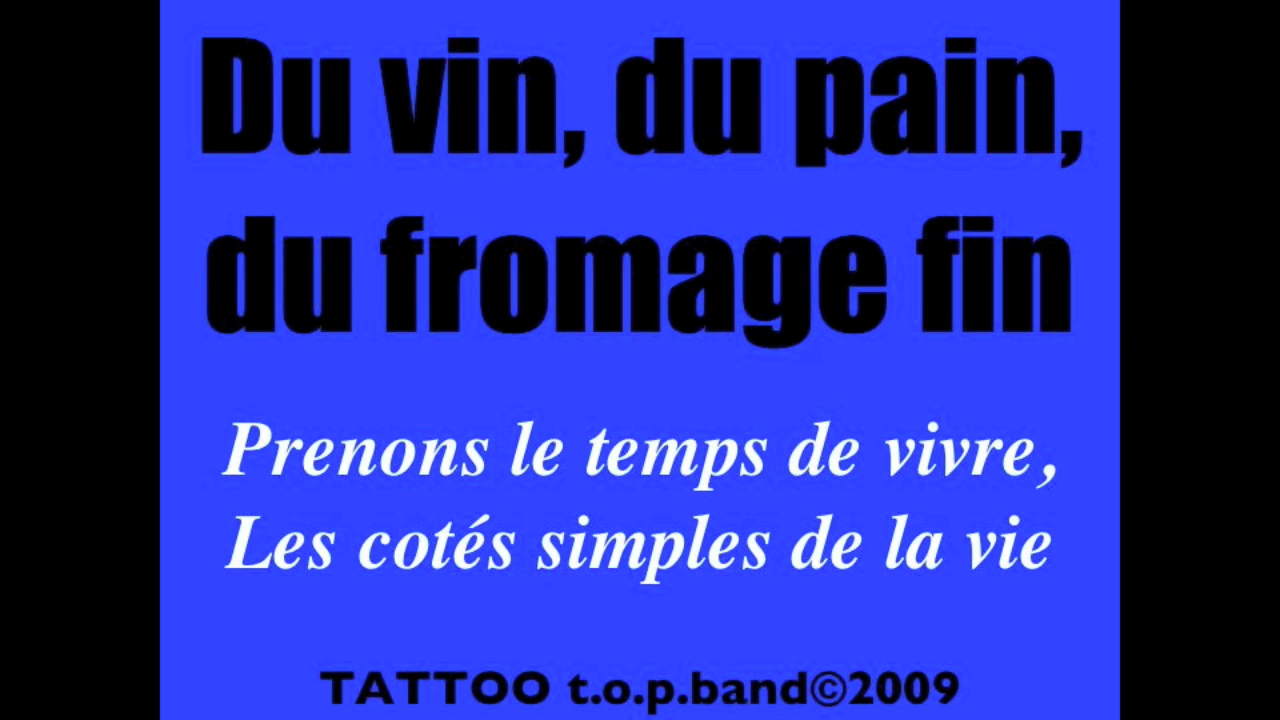 Du vin, du pain,
du fromage fin
Prenons le temps de vivre,
Les cotés simples de la vie
TATTOO t.o.p.band©2009